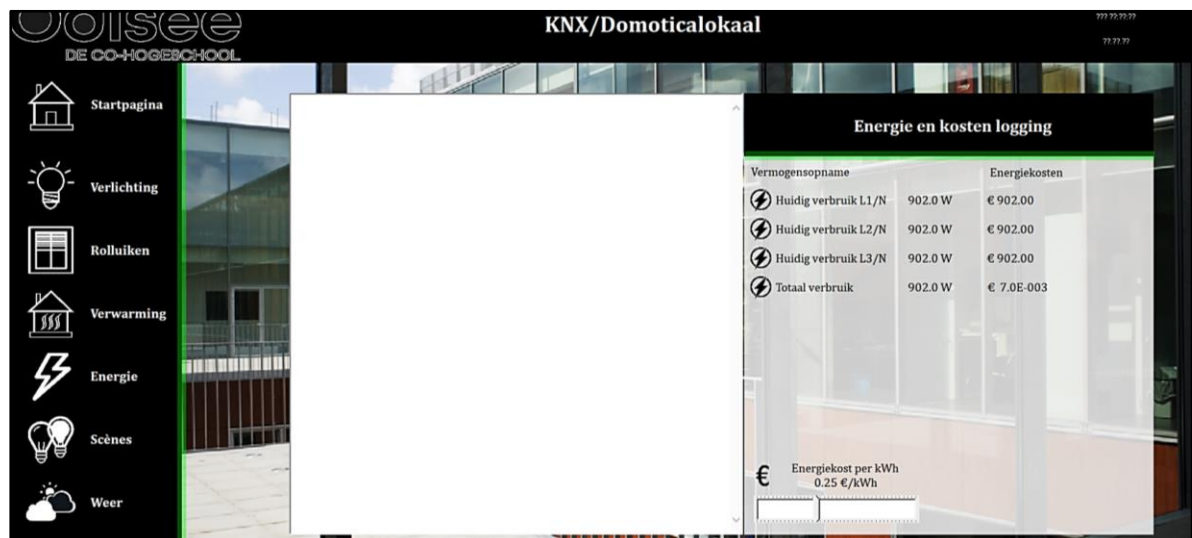 Odisee
DE CO-HOGESCHOOL
KNX/Domoticalokaal
??? ??:??:??
??.??.??
Startpagina
Verlichting
Rolluiken
Verwarming
Energie
Scènes
Weer
Energie en kosten logging
Vermogensopname Energiekosten
Huidig verbruik L1/N 902.0 W € 902.00
Huidig verbruik L2/N 902.0 W € 902.00
Huidig verbruik L3/N 902.0 W € 902.00
Totaal verbruik 902.0 W € 7.0E-003
€ Energiekost per kWh
0.25 €/kWh